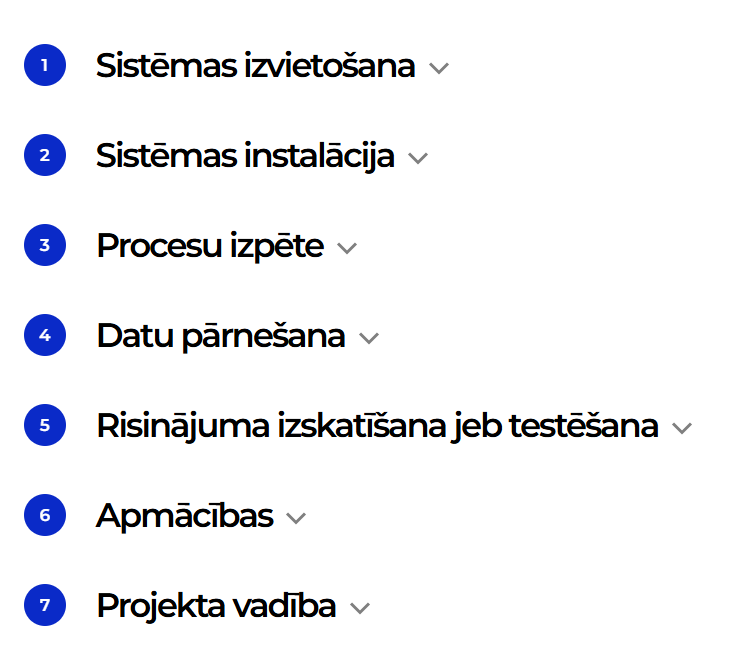 1 Sistēmas izvietošana
2 Sistēmas instalācija
3 Procesu izpēte
4 Datu pārnešana
5 Risinājuma izskatīšana jeb testēšana
6 Apmācības
7 Projekta vadība